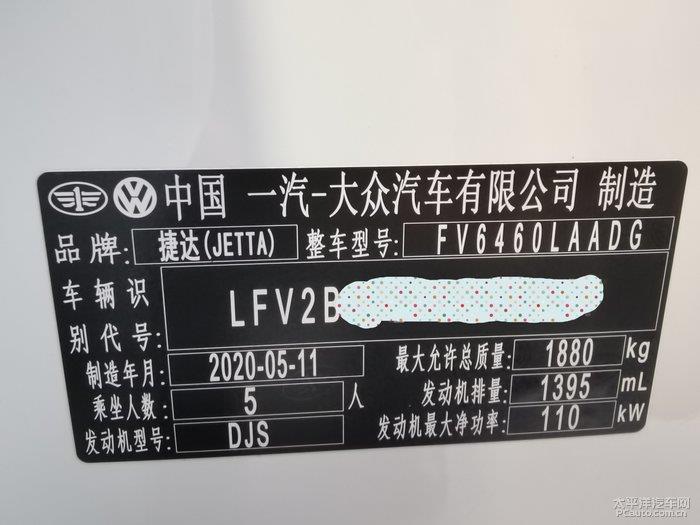 中国 一汽-大众汽车有限公司 制造
品牌: 捷达(JETTA) 整车型号: FV6460LAADG
车辆识别代号: LFV2B
制造年月: 2020-05-11 最大允许总质量: 1880 kg
乘坐人数: 5 人 发动机排量: 1395 mL
发动机型号: DJS 发动机最大净功率: 110 kW
太平洋汽车网
PCauto.com.cn